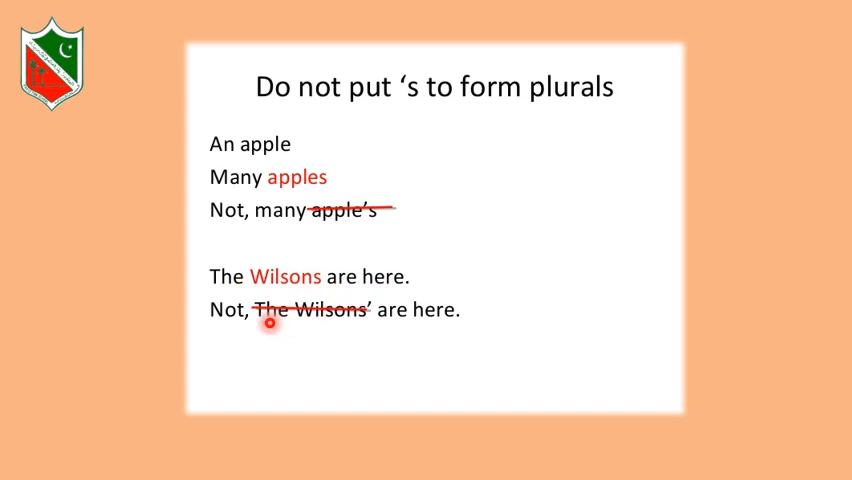 Do not put ‘s to form plurals
An apple
Many apples
Not, many apple’s
The Wilsons are here.
Not, The Wilsons’ are here.